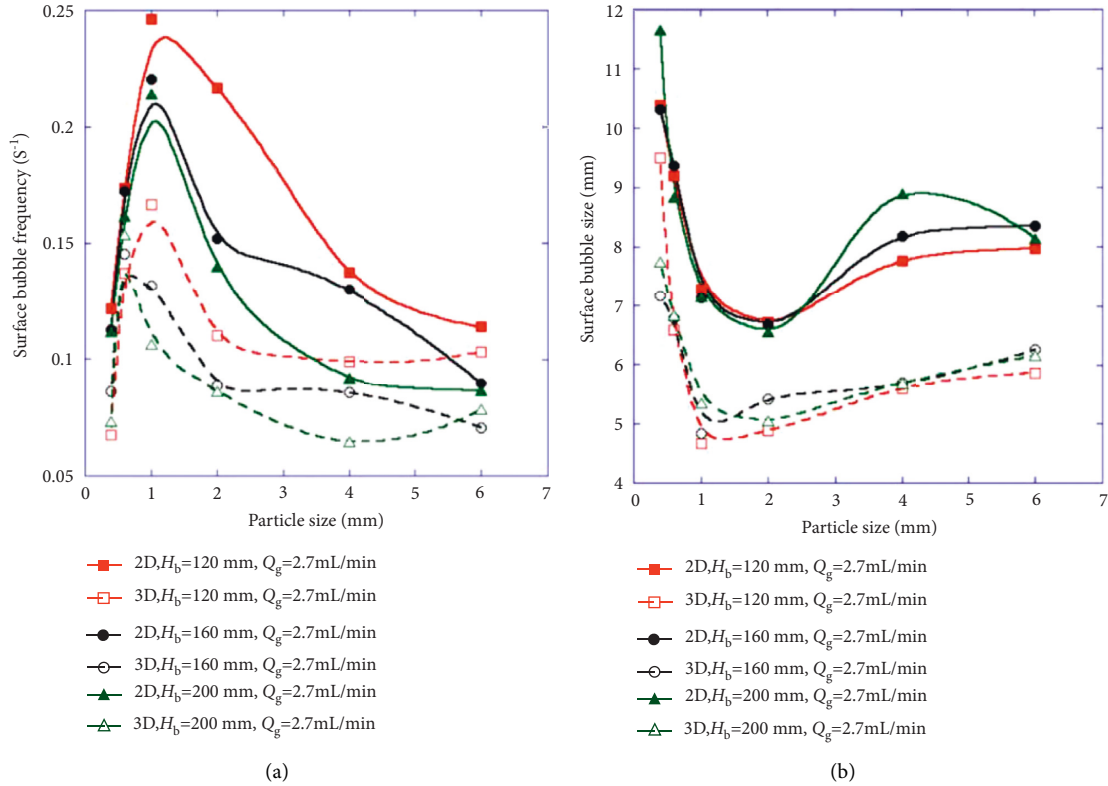 0.25
0.2
0.15
0.1
0.05
Surface bubble frequency (S⁻¹)
0 1 2 3 4 5 6 7
Particle size (mm)
2D,Hb=120 mm, Qg=2.7mL/min
3D,Hb=120 mm, Qg=2.7mL/min
2D,Hb=160 mm, Qg=2.7mL/min
3D,Hb=160 mm, Qg=2.7mL/min
2D,Hb=200 mm, Qg=2.7mL/min
3D,Hb=200 mm, Qg=2.7mL/min
(a)
12
11
10
9
8
7
6
5
4
Surface bubble size (mm)
0 1 2 3 4 5 6 7
Particle size (mm)
2D,Hb=120 mm, Qg=2.7mL/min
3D,Hb=120 mm, Qg=2.7mL/min
2D,Hb=160 mm, Qg=2.7mL/min
3D,Hb=160 mm, Qg=2.7mL/min
2D,Hb=200 mm, Qg=2.7mL/min
3D,Hb=200 mm, Qg=2.7mL/min
(b)